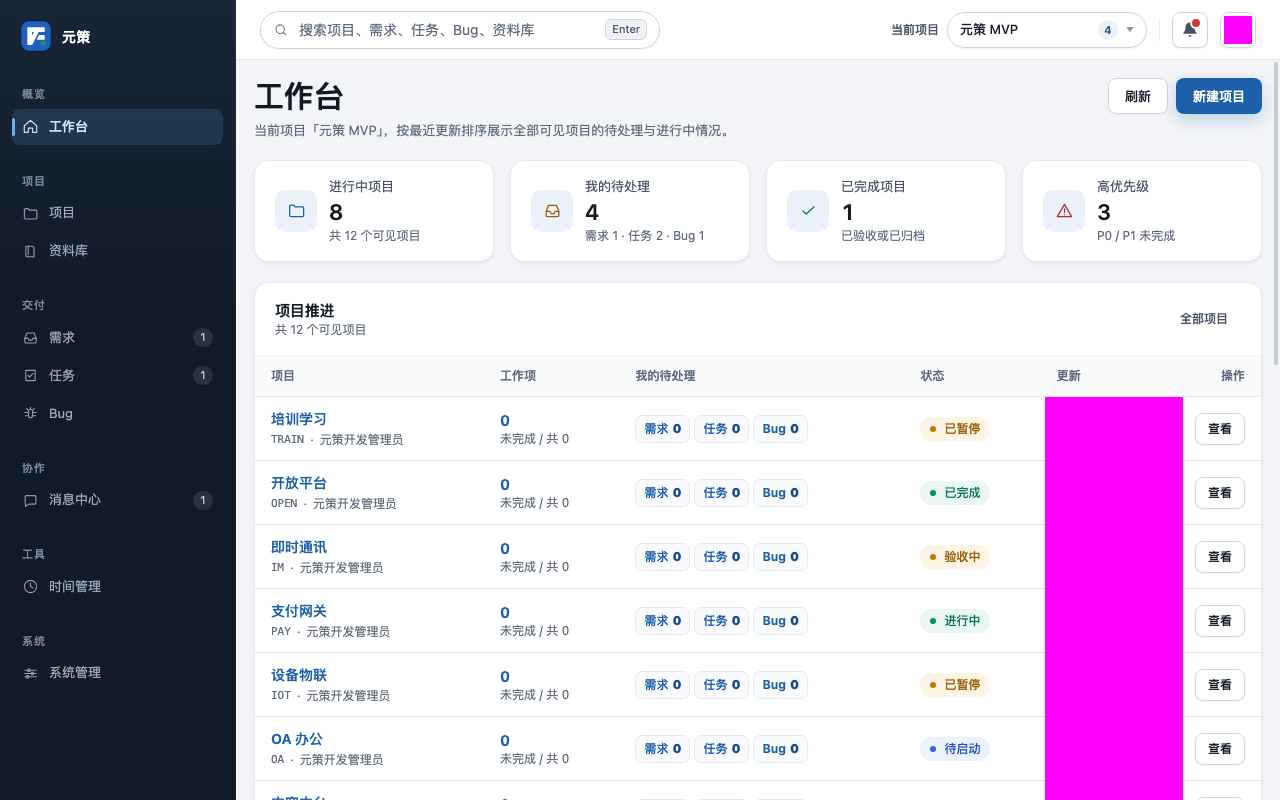 元策
概览
工作台
项目
项目
资料库
交付
需求 1
任务 1
Bug
协作
消息中心 1
工具
时间管理
系统
系统管理
搜索项目、需求、任务、Bug、资料库 Enter
当前项目 元策 MVP 4
工作台
当前项目「元策 MVP」，按最近更新排序展示全部可见项目的待处理与进行中情况。
刷新 新建项目
进行中项目
8
共 12 个可见项目
我的待处理
4
需求 1 · 任务 2 · Bug 1
已完成项目
1
已验收或已归档
高优先级
3
P0 / P1 未完成
项目推进
共 12 个可见项目
全部项目
项目 工作项 我的待处理 状态 更新 操作
培训学习 0 需求 0 任务 0 Bug 0 已暂停 查看
TRAIN · 元策开发管理员 未完成 / 共 0
开放平台 0 需求 0 任务 0 Bug 0 已完成 查看
OPEN · 元策开发管理员 未完成 / 共 0
即时通讯 0 需求 0 任务 0 Bug 0 验收中 查看
IM · 元策开发管理员 未完成 / 共 0
支付网关 0 需求 0 任务 0 Bug 0 进行中 查看
PAY · 元策开发管理员 未完成 / 共 0
设备物联 0 需求 0 任务 0 Bug 0 已暂停 查看
IOT · 元策开发管理员 未完成 / 共 0
OA 办公 0 需求 0 任务 0 Bug 0 待启动 查看
OA · 元策开发管理员 未完成 / 共 0